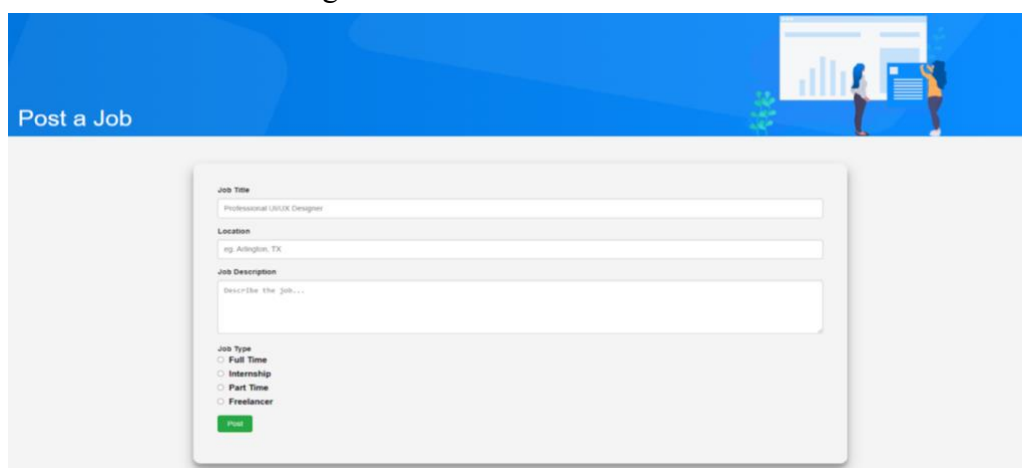 Post a Job
Job Title
Professional UI/UX Designer
Location
eg. Arlington, TX
Job Description
Describe the job...
Job Type
Full Time
Internship
Part Time
Freelancer
Post